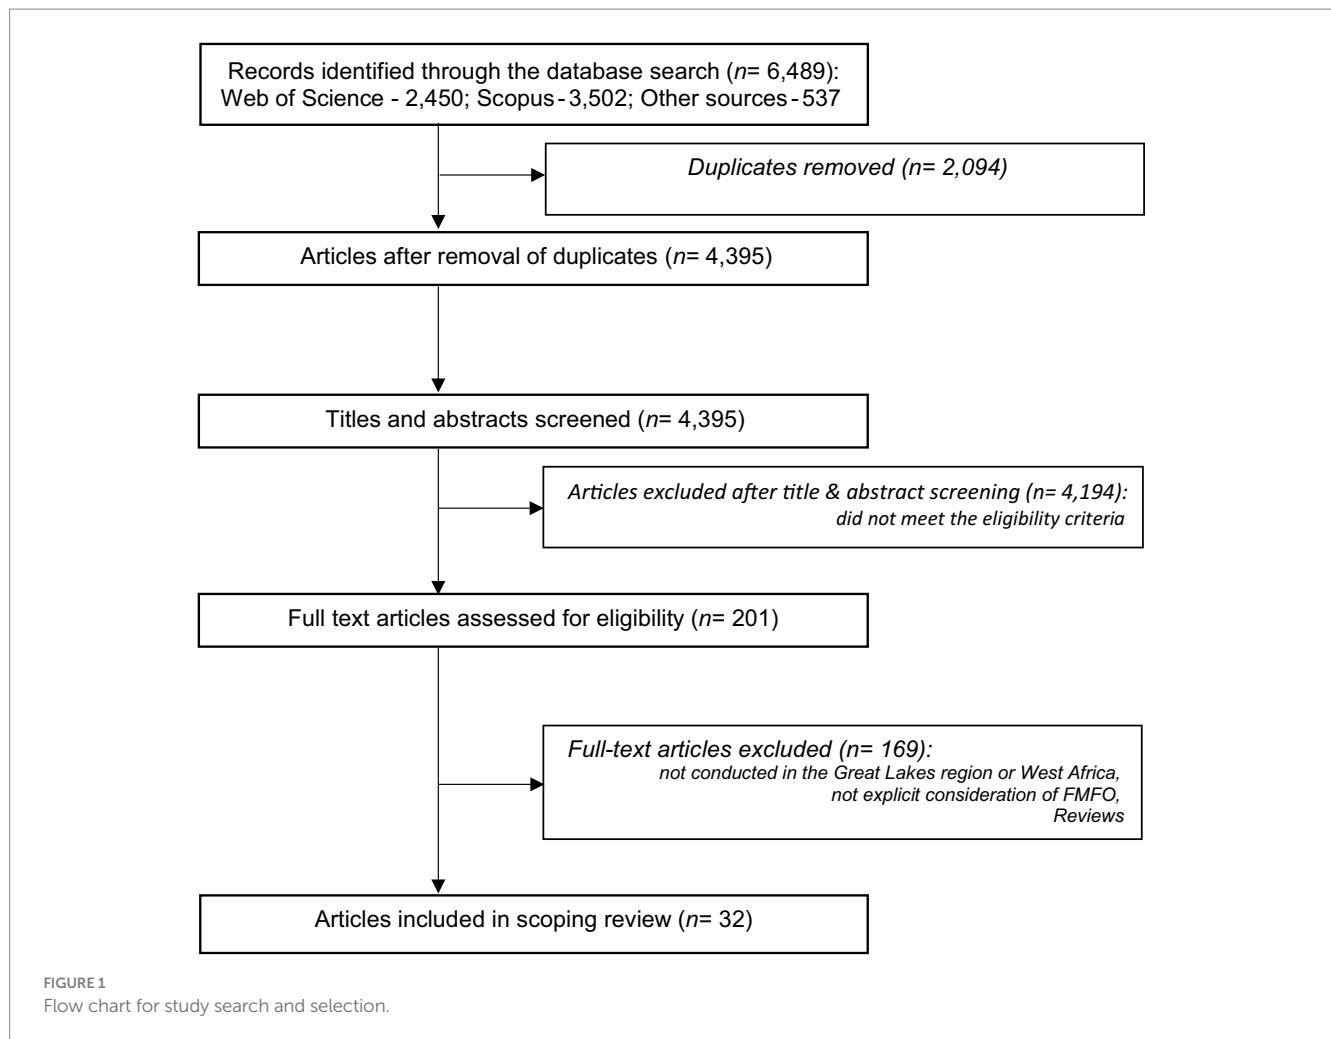 Records identified through the database search (n= 6,489):
Web of Science - 2,450; Scopus - 3,502; Other sources - 537
Duplicates removed (n= 2,094)
Articles after removal of duplicates (n= 4,395)
Titles and abstracts screened (n= 4,395)
Articles excluded after title & abstract screening (n= 4,194):
did not meet the eligibility criteria
Full text articles assessed for eligibility (n= 201)
Full-text articles excluded (n= 169):
not conducted in the Great Lakes region or West Africa,
not explicit consideration of FMFO,
Reviews
Articles included in scoping review (n= 32)
FIGURE 1
Flow chart for study search and selection.